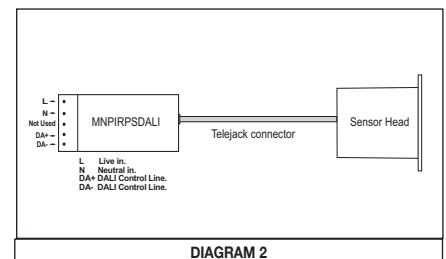 L
N
Not Used
DA+
DA-
MNPIRPSDALI
Telejack connector
Sensor Head
L Live in.
N Neutral in.
DA+ DALI Control Line.
DA- DALI Control Line.
DIAGRAM 2